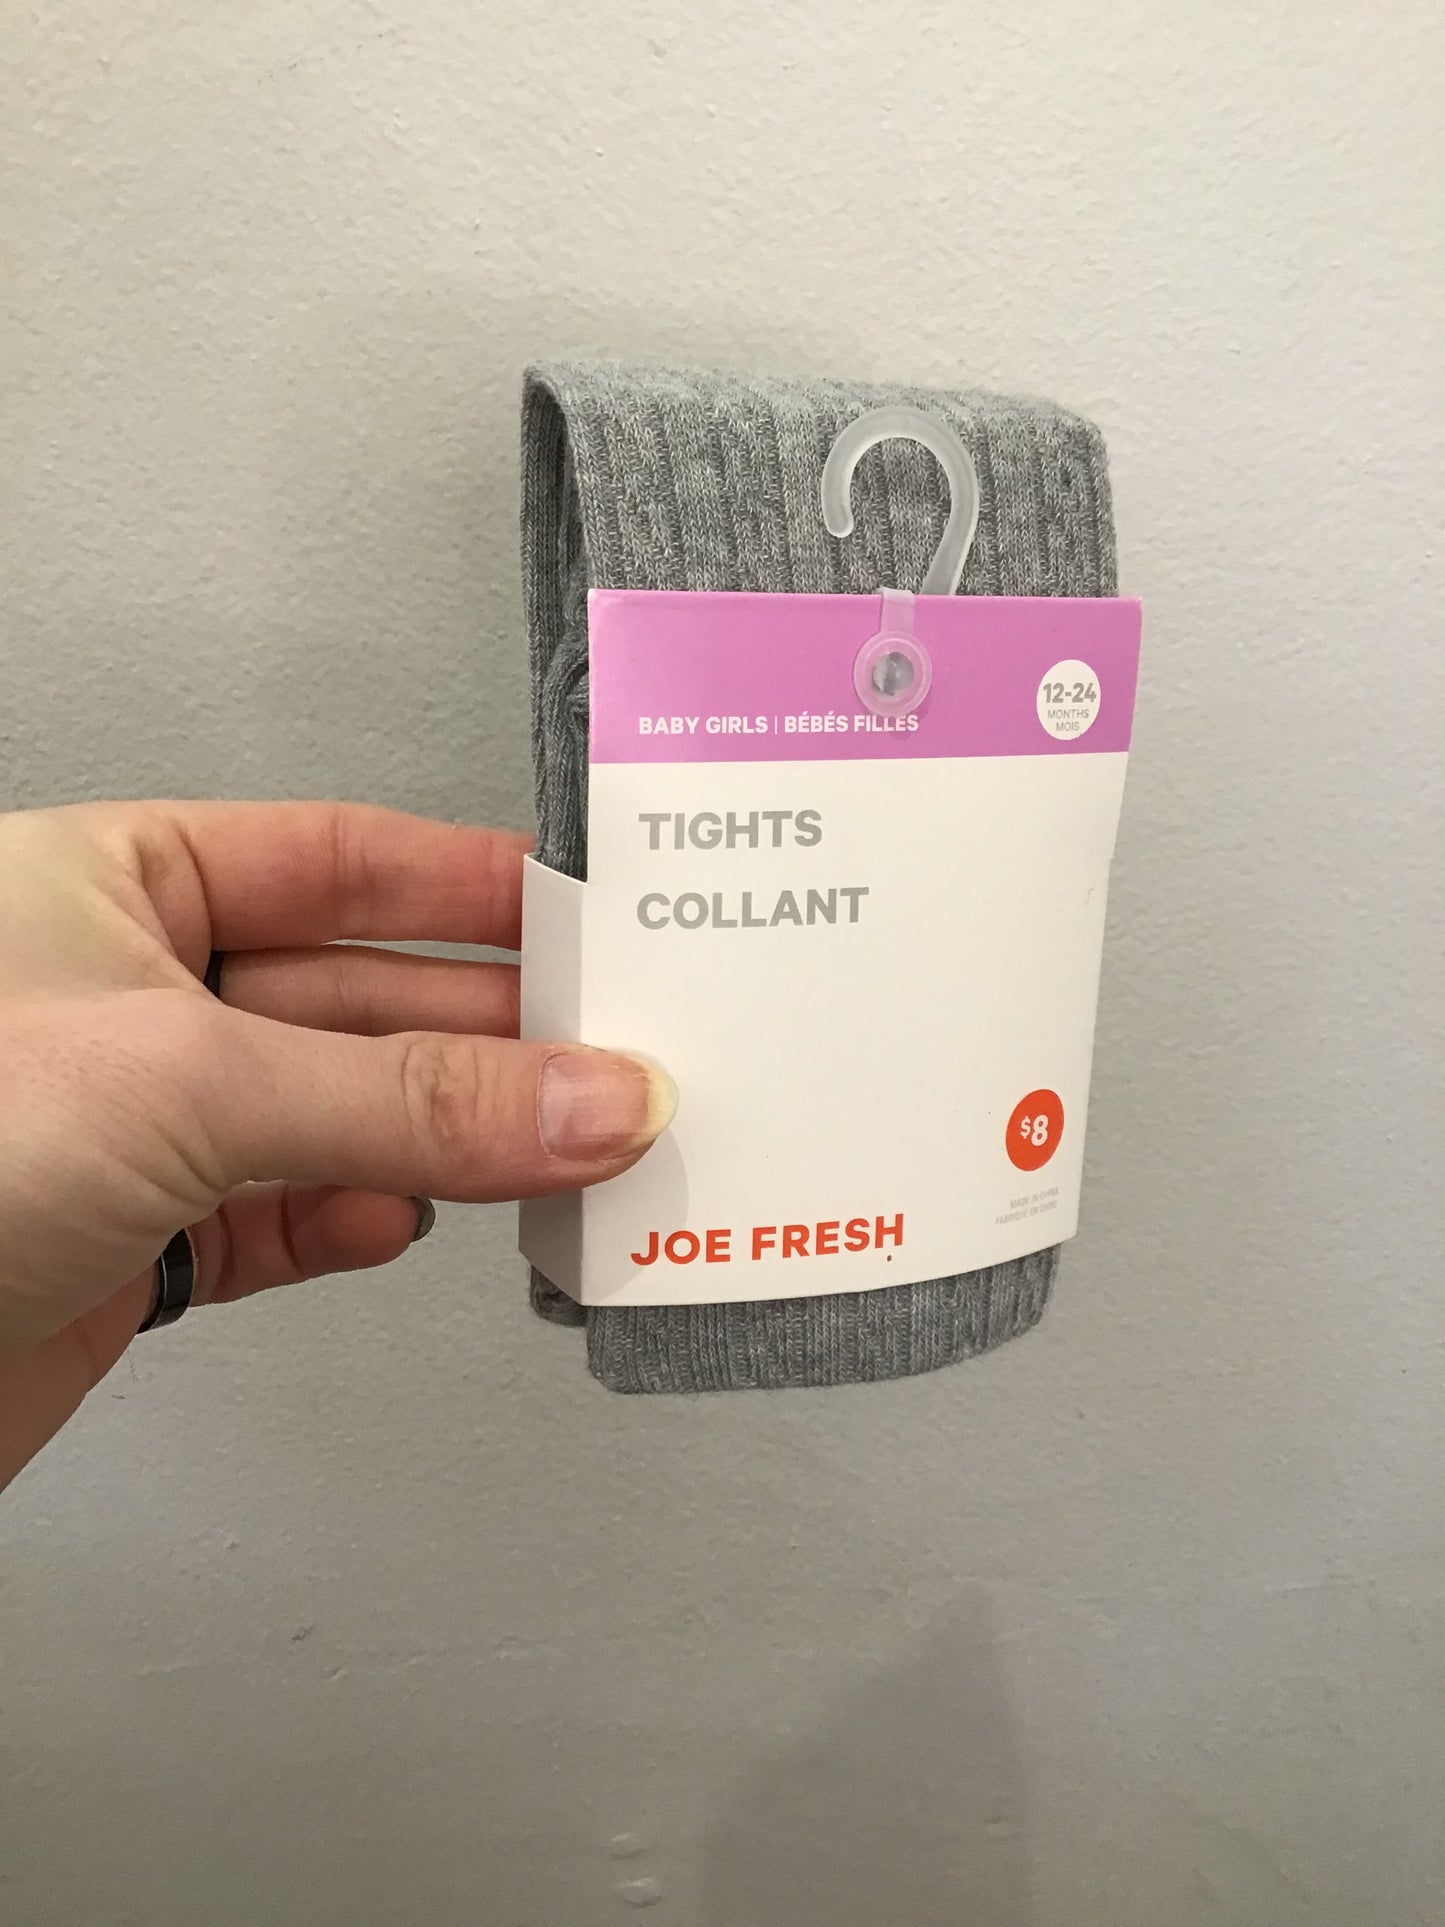 BABY GIRLS | BÉBÉS FILLES
12-24
MONTHS
MOIS
TIGHTS
COLLANT
$8
MADE IN CHINA
FABRIQUÉ EN CHINE
JOE FRESH